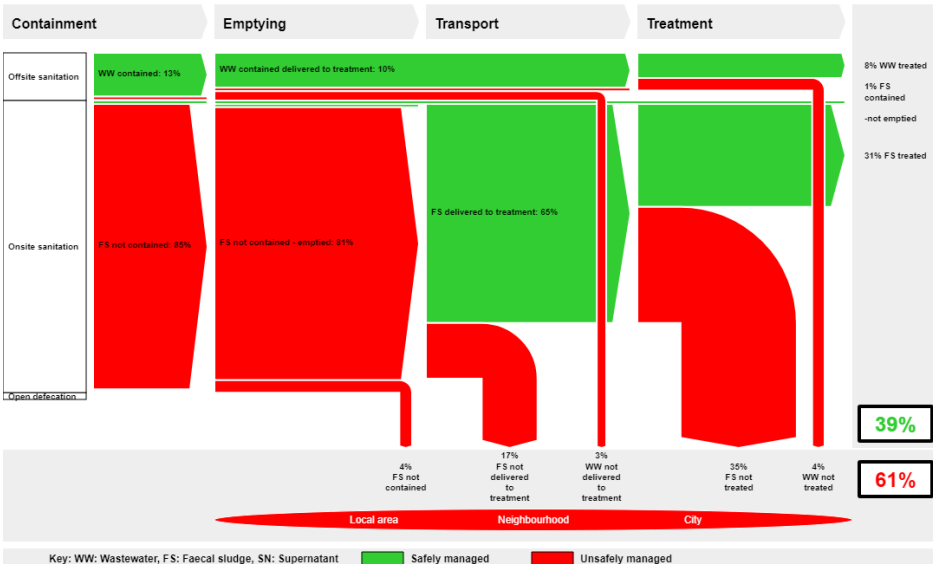 Containment
Emptying
Transport
Treatment
Offsite sanitation
WW contained: 13%
WW contained delivered to treatment: 10%
8% WW treated
1% FS
contained
-not emptied
31% FS treated
Onsite sanitation
FS not contained: 85%
FS not contained - emptied: 81%
FS delivered to treatment: 65%
Open defecation
39%
4%
FS not
contained
17%
FS not
delivered
to
treatment
3%
WW not
delivered
to
treatment
35%
FS not
treated
4%
WW not
treated
61%
Local area
Neighbourhood
City
Key: WW: Wastewater, FS: Faecal sludge, SN: Supernatant
Safely managed
Unsafely managed